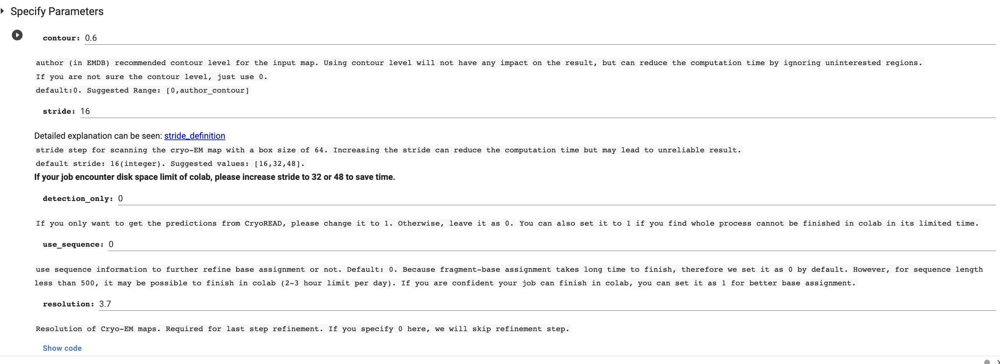 Specify Parameters
contour: 0.6
author (in EMDB) recommended contour level for the input map. Using contour level will not have any impact on the result, but can reduce the computation time by ignoring uninterested regions.
If you are not sure the contour level, just use 0.
default:0. Suggested Range: [0,author_contour]
stride: 16
Detailed explanation can be seen: stride_definition
stride step for scanning the cryo-EM map with a box size of 64. Increasing the stride can reduce the computation time but may lead to unreliable result.
default stride: 16(integer). Suggested values: [16,32,48].
If your job encounter disk space limit of colab, please increase stride to 32 or 48 to save time.
detection_only: 0
If you only want to get the predictions from CryoREAD, please change it to 1. Otherwise, leave it as 0. You can also set it to 1 if you find whole process cannot be finished in colab in its limited time.
use_sequence: 0
use sequence information to further refine base assignment or not. Default: 0. Because fragment-base assignment takes long time to finish, therefore we set it as 0 by default. However, for sequence length
less than 500, it may be possible to finish in colab (2-3 hour limit per day). If you are confident your job can finish in colab, you can set it as 1 for better base assignment.
resolution: 3.7
Resolution of Cryo-EM maps. Required for last step refinement. If you specify 0 here, we will skip refinement step.
Show code